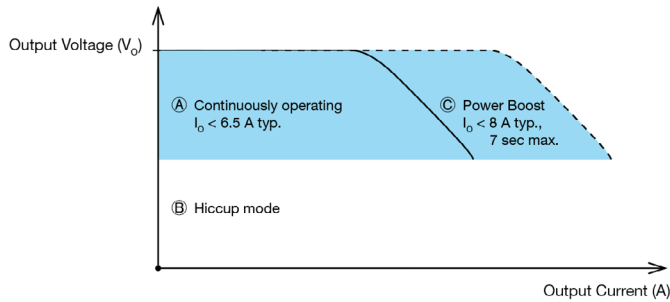 Output Voltage (Vo)
Ⓐ Continuously operating
Io < 6.5 A typ.
Ⓒ Power Boost
Io < 8 A typ.,
7 sec max.
Ⓑ Hiccup mode
Output Current (A)